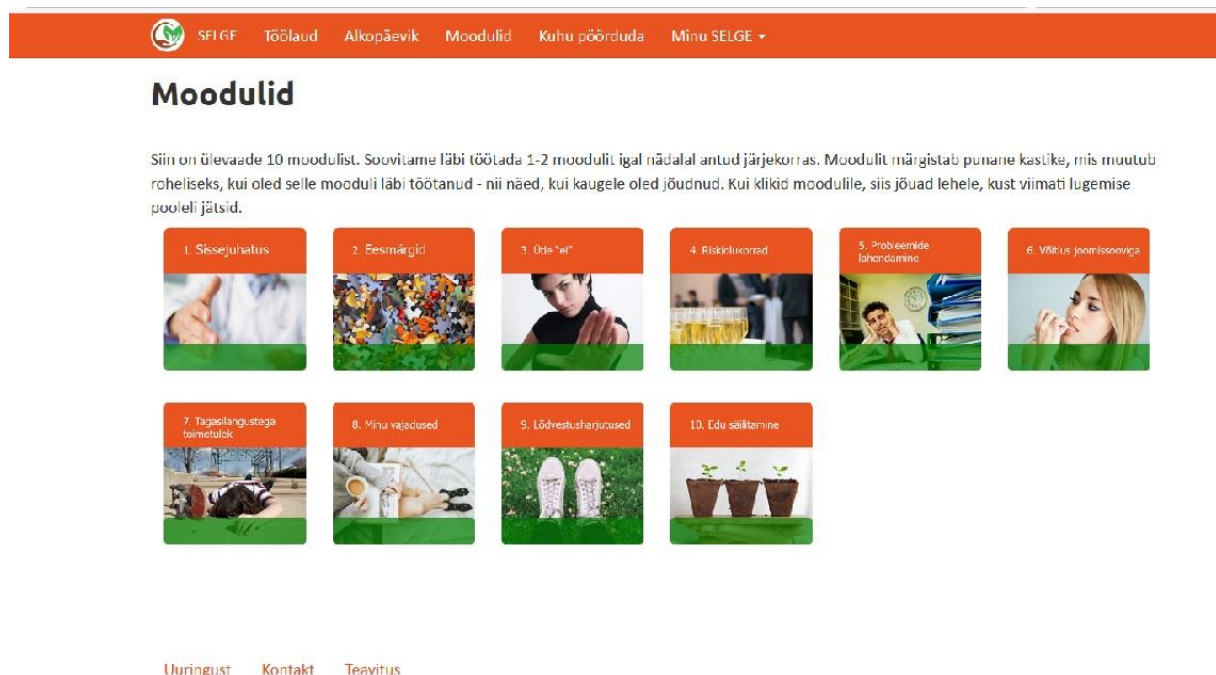 SELGE Töölaud Alkopäevik Moodulid Kuhu pöörduda Minu SELGE
Moodulid
Siin on ülevaade 10 moodulist. Soovitame läbi töötada 1-2 moodulit igal nädalal antud järjekorras. Moodulit märgistab punane kastike, mis muutub
roheliseks, kui oled selle mooduli läbi töötanud - nii näed, kui kaugele oled jõudnud. Kui klikid moodulile, siis jõuad lehele, kust viimati lugemise
pooleli jätsid.
1. Sissejuhatus
2. Eesmärgid
3. Ütle "ei"
4. Riskiolukorrad
5. Probleemide
lahendamine
6. Võitlus joomissooviga
7. Tagasilangustega
toimetulek
8. Minu vajadused
9. Lõdvestusharjutused
10. Edu säilitamine
Uuringust Kontakt Teavitus